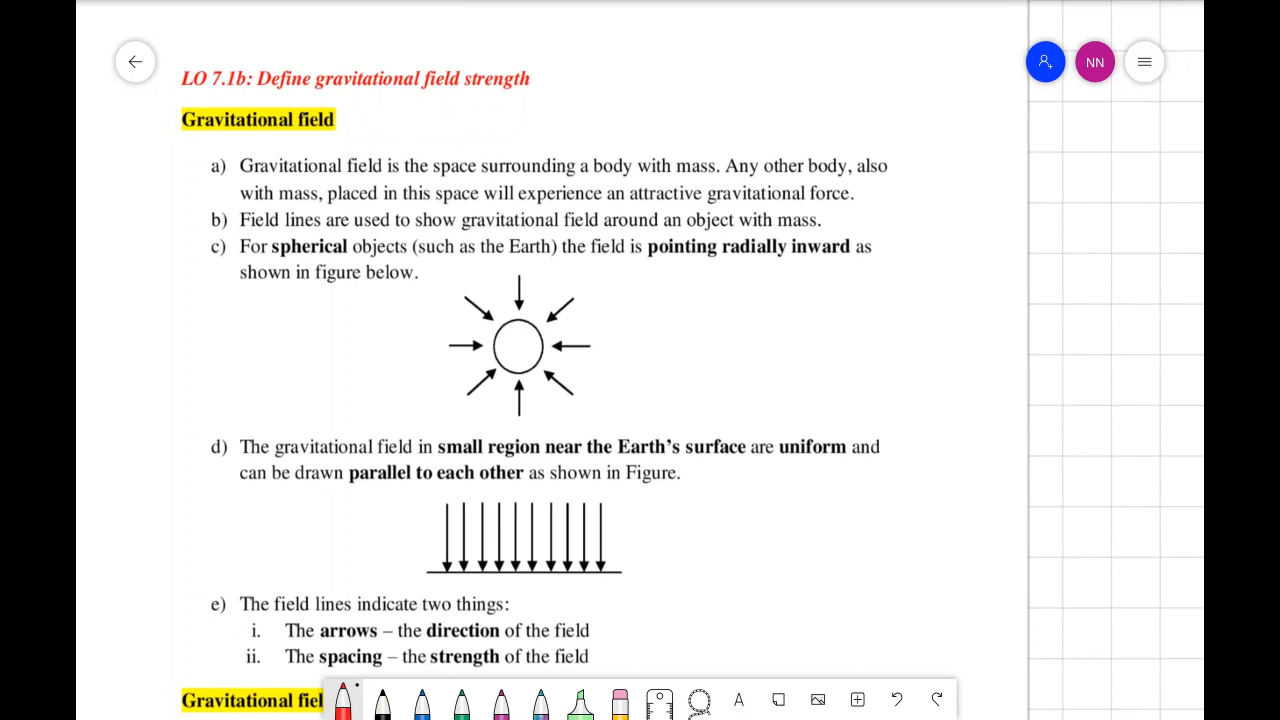 LO 7.1b: Define gravitational field strength
NN
Gravitational field
a) Gravitational field is the space surrounding a body with mass. Any other body, also
with mass, placed in this space will experience an attractive gravitational force.
b) Field lines are used to show gravitational field around an object with mass.
c) For spherical objects (such as the Earth) the field is pointing radially inward as
shown in figure below.
d) The gravitational field in small region near the Earth's surface are uniform and
can be drawn parallel to each other as shown in Figure.
e) The field lines indicate two things:
i. The arrows – the direction of the field
ii. The spacing – the strength of the field
Gravitational
A